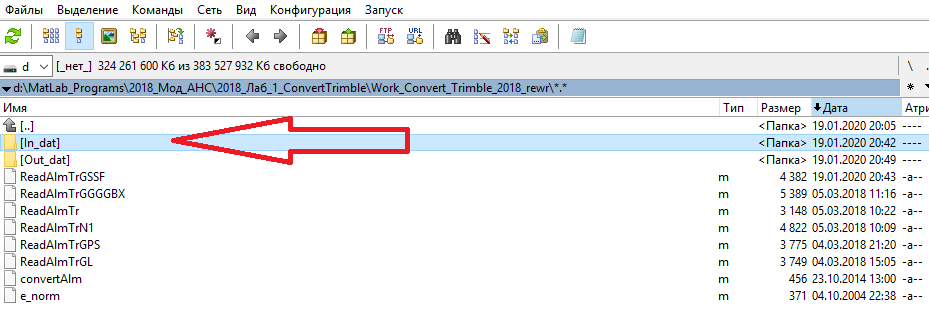 Файлы Выделение Команды Сеть Вид Конфигурация Запуск
FTP URL
d [_нет_] 324 261 600 Кб из 383 527 932 Кб свободно \ ..
▼d:\MatLab_Programs\2018_Мод_АНС\2018_Лаб_1_ConvertTrimble\Work_Convert_Trimble_2018_rewr\*.* * ▼
Имя Тип Размер Дата Атри
[..] <Папка> 19.01.2020 20:05 ----
[In_dat] <Папка> 19.01.2020 20:42 ----
[Out_dat] <Папка> 19.01.2020 20:49 ----
ReadAlmTrGSSF m 4 382 19.01.2020 20:43 -a--
ReadAlmTrGGGGBX m 5 389 05.03.2018 11:16 -a--
ReadAlmTr m 3 148 05.03.2018 10:22 -a--
ReadAlmTrN1 m 4 822 05.03.2018 10:09 -a--
ReadAlmTrGPS m 3 775 04.03.2018 21:20 -a--
ReadAlmTrGL m 3 749 04.03.2018 15:05 -a--
convertAlm m 456 23.10.2014 13:00 -a--
e_norm m 371 04.10.2004 22:38 -a--